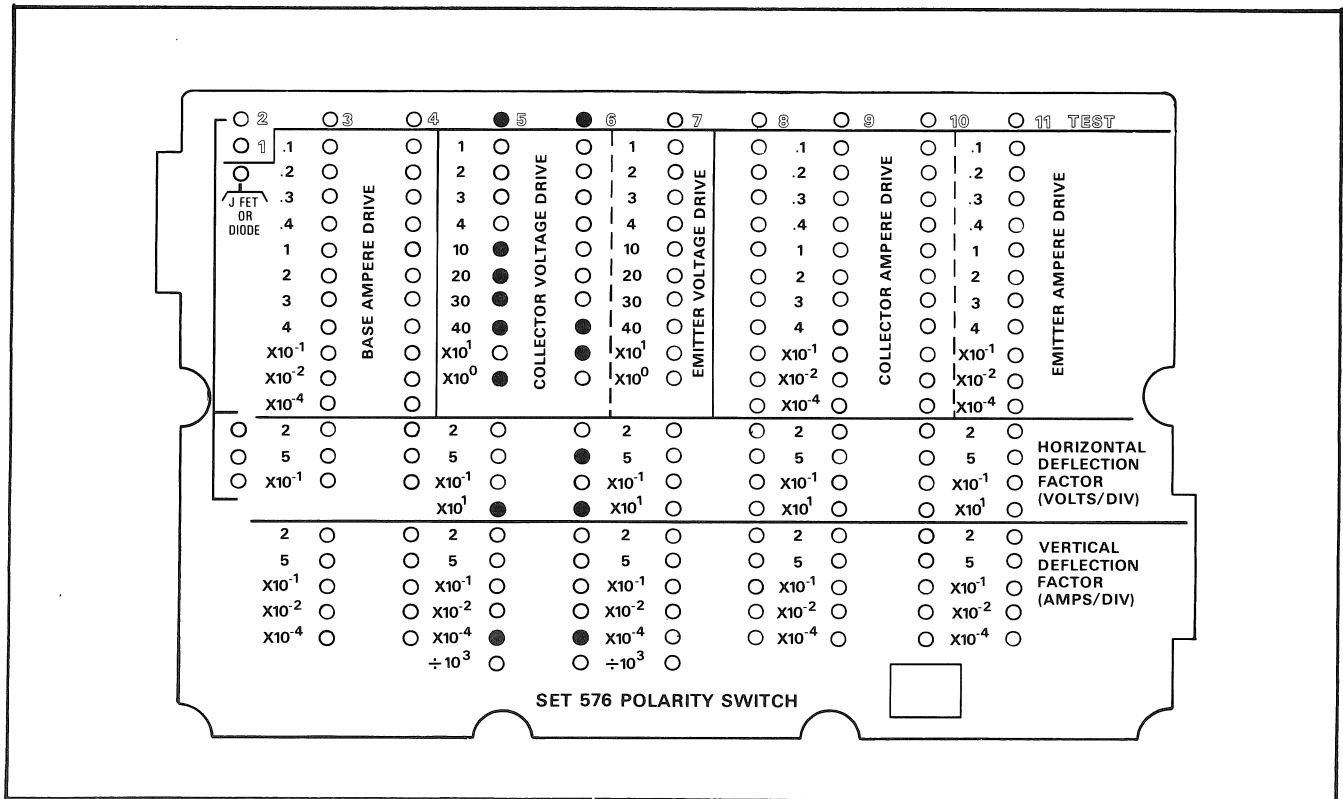 2 3 4 5 6 7 8 9 10 11 TEST
1 .1 1 1 .1 .1
.2 2 2 .2 .2
J FET .3 3 3 .3 .3
OR
DIODE .4 4 4 .4 .4
1 10 10 1 1
2 20 20 2 2
3 30 30 3 3
4 40 40 4 4
X10-1 X10¹ X10¹ X10-1 X10-1
X10-2 X10⁰ X10⁰ X10-2 X10-2
X10-4 X10-4 X10-4
BASE AMPERE DRIVE
COLLECTOR VOLTAGE DRIVE
EMITTER VOLTAGE DRIVE
COLLECTOR AMPERE DRIVE
EMITTER AMPERE DRIVE
2 2 2 2 2
5 5 5 5 5
X10-1 X10-1 X10-1 X10-1 X10-1
X10¹ X10¹ X10¹ X10¹
HORIZONTAL
DEFLECTION
FACTOR
(VOLTS/DIV)
2 2 2 2 2
5 5 5 5 5
X10-1 X10-1 X10-1 X10-1 X10-1
X10-2 X10-2 X10-2 X10-2 X10-2
X10-4 X10-4 X10-4 X10-4 X10-4
÷10³ ÷10³
VERTICAL
DEFLECTION
FACTOR
(AMPS/DIV)
SET 576 POLARITY SWITCH